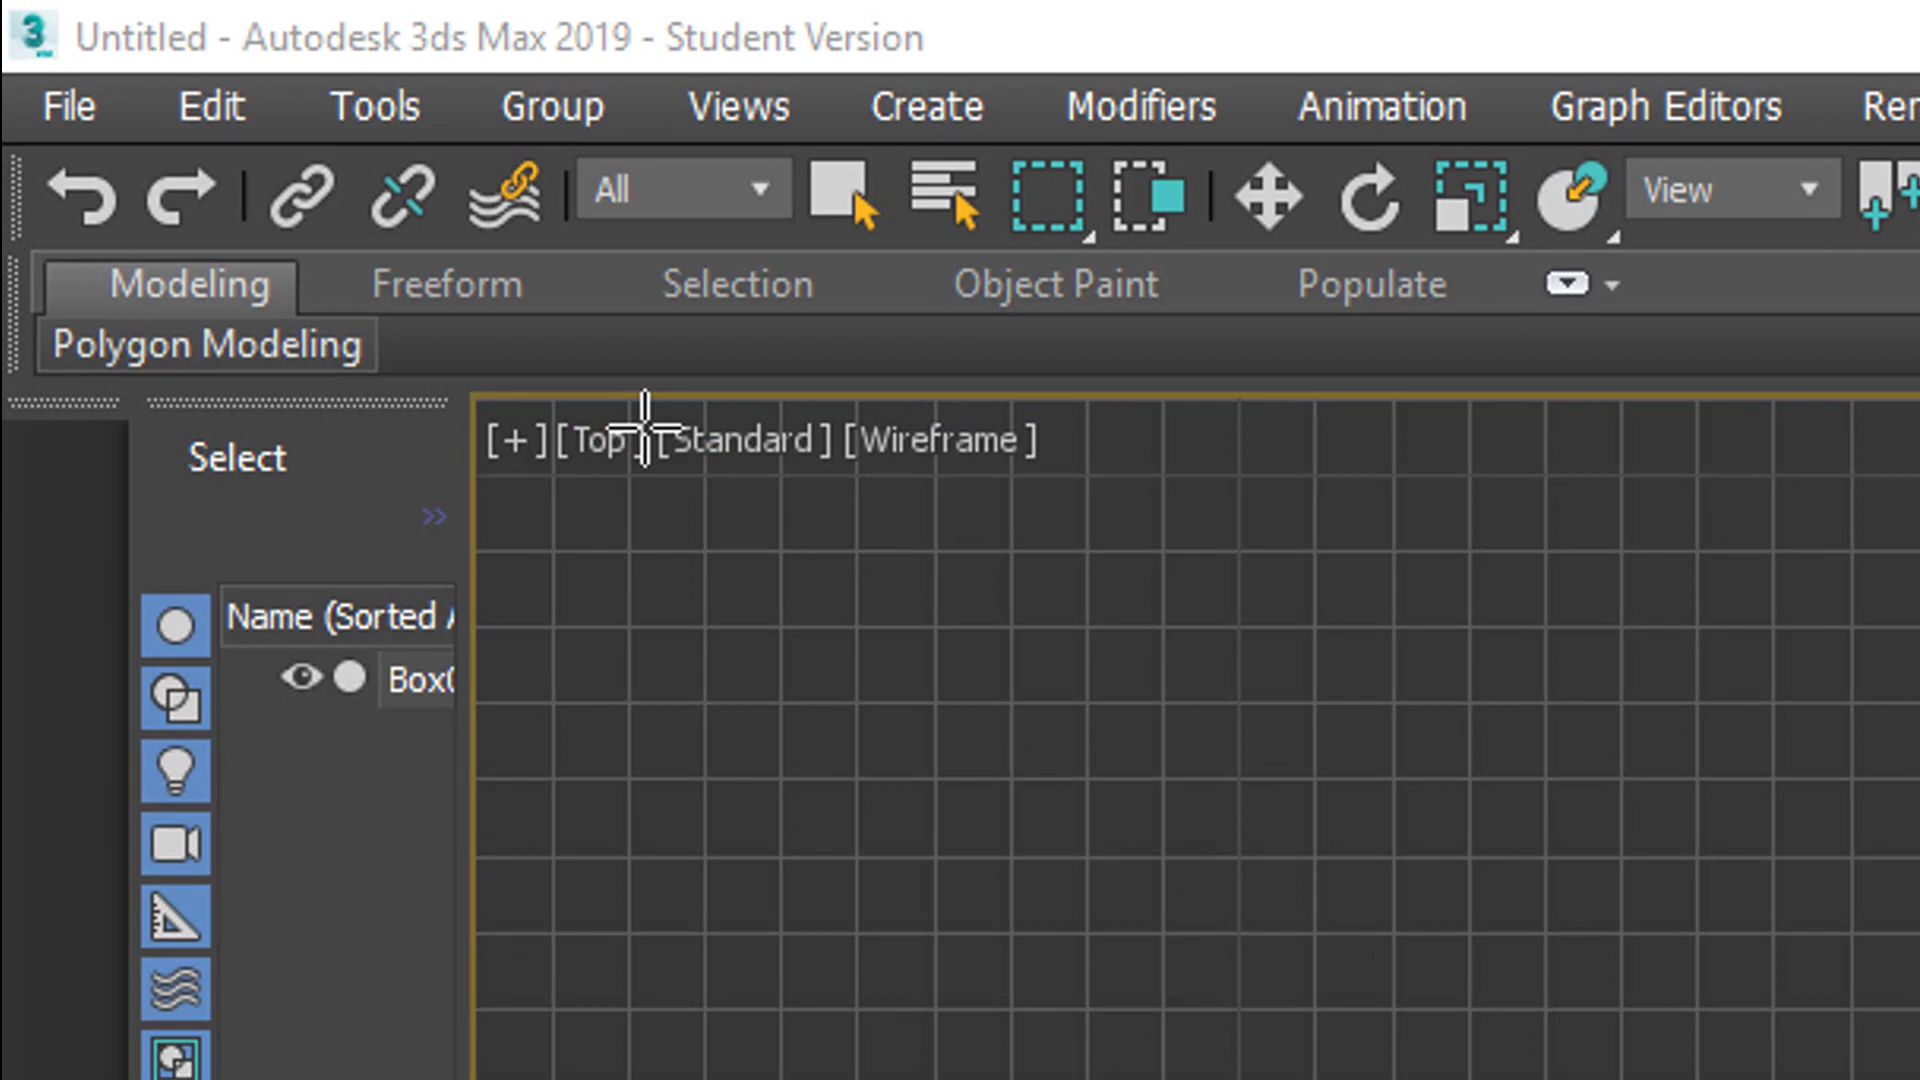 Untitled - Autodesk 3ds Max 2019 - Student Version
File Edit Tools Group Views Create Modifiers Animation Graph Editors
All View
Modeling Freeform Selection Object Paint Populate
Polygon Modeling
[+] [Top] [Standard] [Wireframe]
Select
Name (Sorted